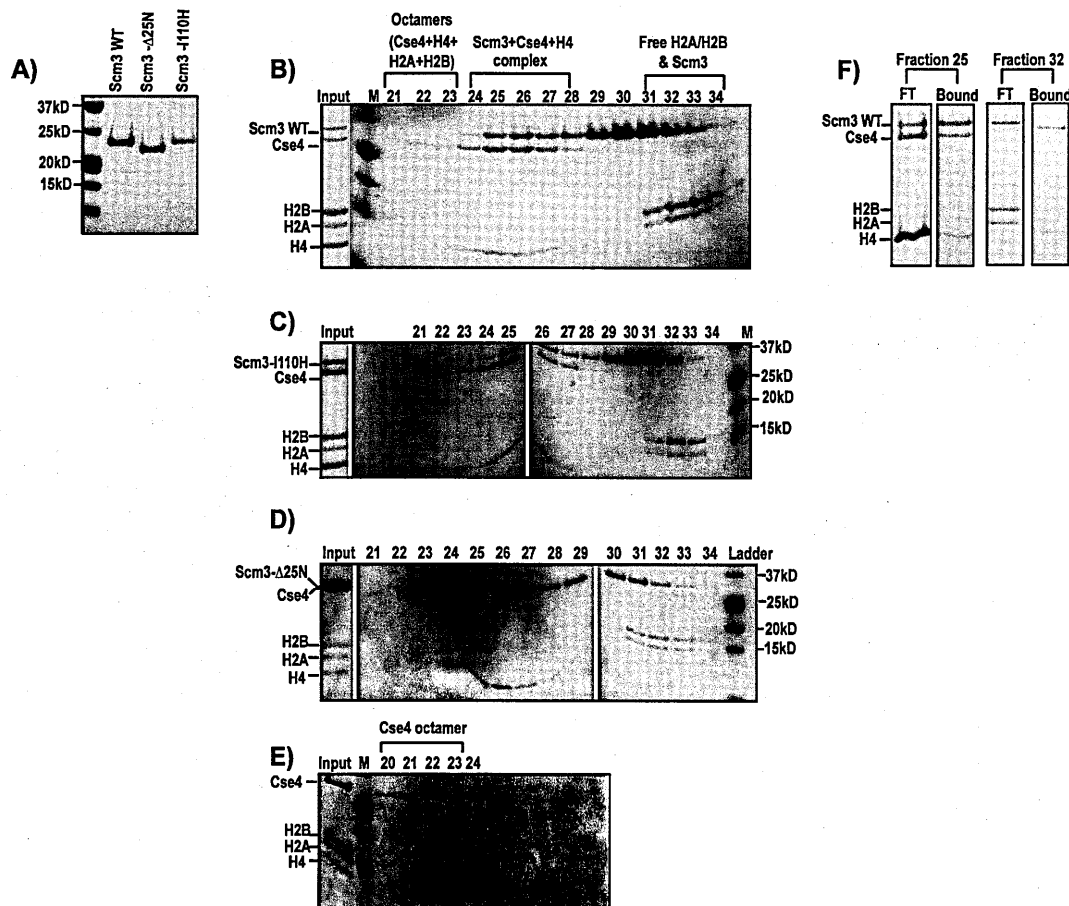 A)
Scm3 WT
Scm3 -Δ25N
Scm3 -I110H
37kD
25kD
20kD
15kD
B)
Octamers
(Cse4+H4+
H2A+H2B)
Scm3+Cse4+H4
complex
Free H2A/H2B
& Scm3
Input M 21 22 23 24 25 26 27 28 29 30 31 32 33 34
Scm3 WT
Cse4
H2B
H2A
H4
C)
Input 21 22 23 24 25 26 27 28 29 30 31 32 33 34 M
Scm3-I110H
Cse4
H2B
H2A
H4
37kD
25kD
20kD
15kD
D)
Input 21 22 23 24 25 26 27 28 29 30 31 32 33 34 Ladder
Scm3-Δ25N
Cse4
H2B
H2A
H4
37kD
25kD
20kD
15kD
E)
Cse4 octamer
Input M 20 21 22 23 24
Cse4
H2B
H2A
H4
F)
Fraction 25 Fraction 32
FT Bound FT Bound
Scm3 WT
Cse4
H2B
H2A
H4